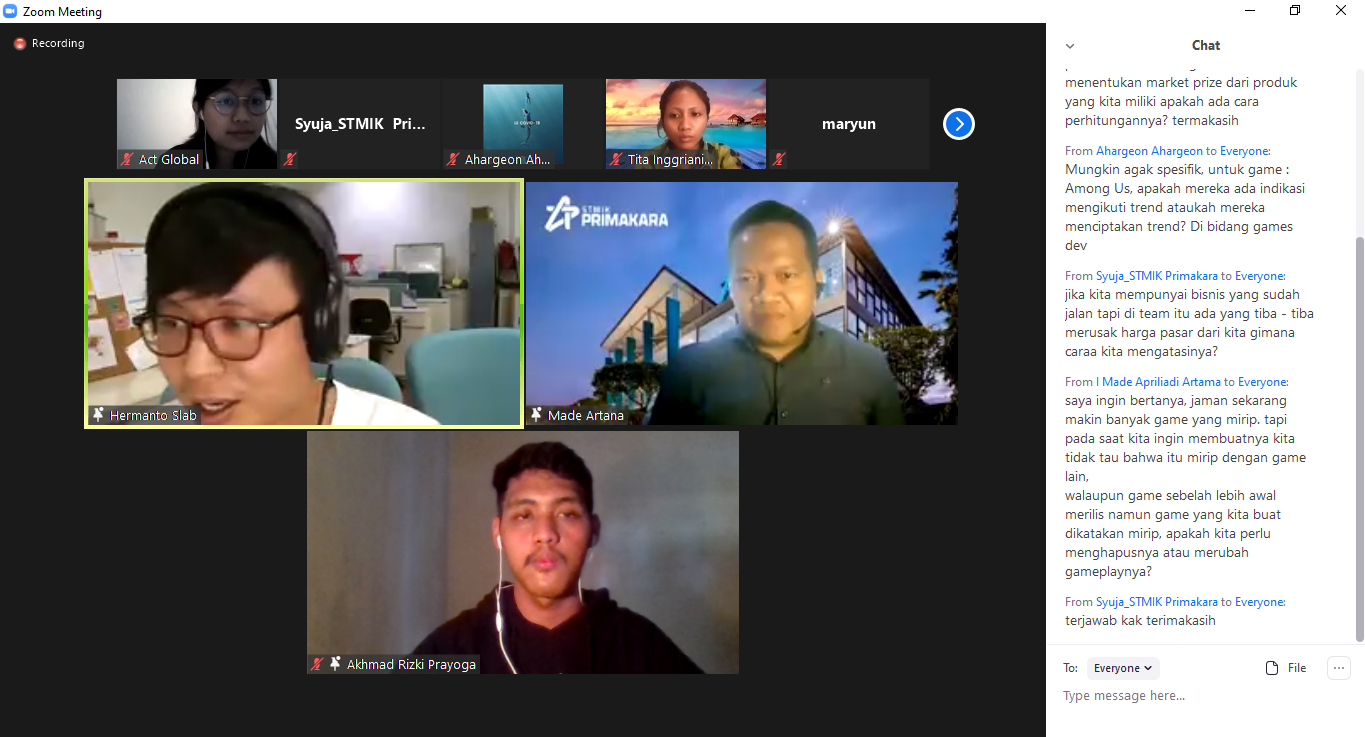 Zoom Meeting
Recording
Act Global
Syuja_STMIK Pri...
Ahargeon Ah...
Tita Inggriani...
maryun
STMIK
PRIMAKARA
Hermanto Slab
Made Artana
Akhmad Rizki Prayoga
Chat
menentukan market prize dari produk
yang kita miliki apakah ada cara
perhitungannya? termakasih
From Ahargeon Ahargeon to Everyone:
Mungkin agak spesifik, untuk game :
Among Us, apakah mereka ada indikasi
mengikuti trend ataukah mereka
menciptakan trend? Di bidang games
dev
From Syuja_STMIK Primakara to Everyone:
jika kita mempunyai bisnis yang sudah
jalan tapi di team itu ada yang tiba - tiba
merusak harga pasar dari kita gimana
caraa kita mengatasinya?
From I Made Apriliadi Artama to Everyone:
saya ingin bertanya, jaman sekarang
makin banyak game yang mirip. tapi
pada saat kita ingin membuatnya kita
tidak tau bahwa itu mirip dengan game
lain,
walaupun game sebelah lebih awal
merilis namun game yang kita buat
dikatakan mirip, apakah kita perlu
menghapusnya atau merubah
gameplaynya?
From Syuja_STMIK Primakara to Everyone:
terjawab kak terimakasih
To: Everyone
File
Type message here...